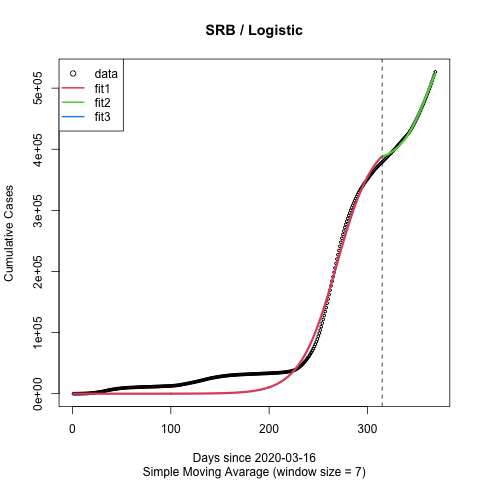 SRB / Logistic
data
fit1
fit2
fit3
Cumulative Cases
0e+00
1e+05
2e+05
3e+05
4e+05
5e+05
0
100
200
300
Days since 2020-03-16
Simple Moving Avarage (window size = 7)